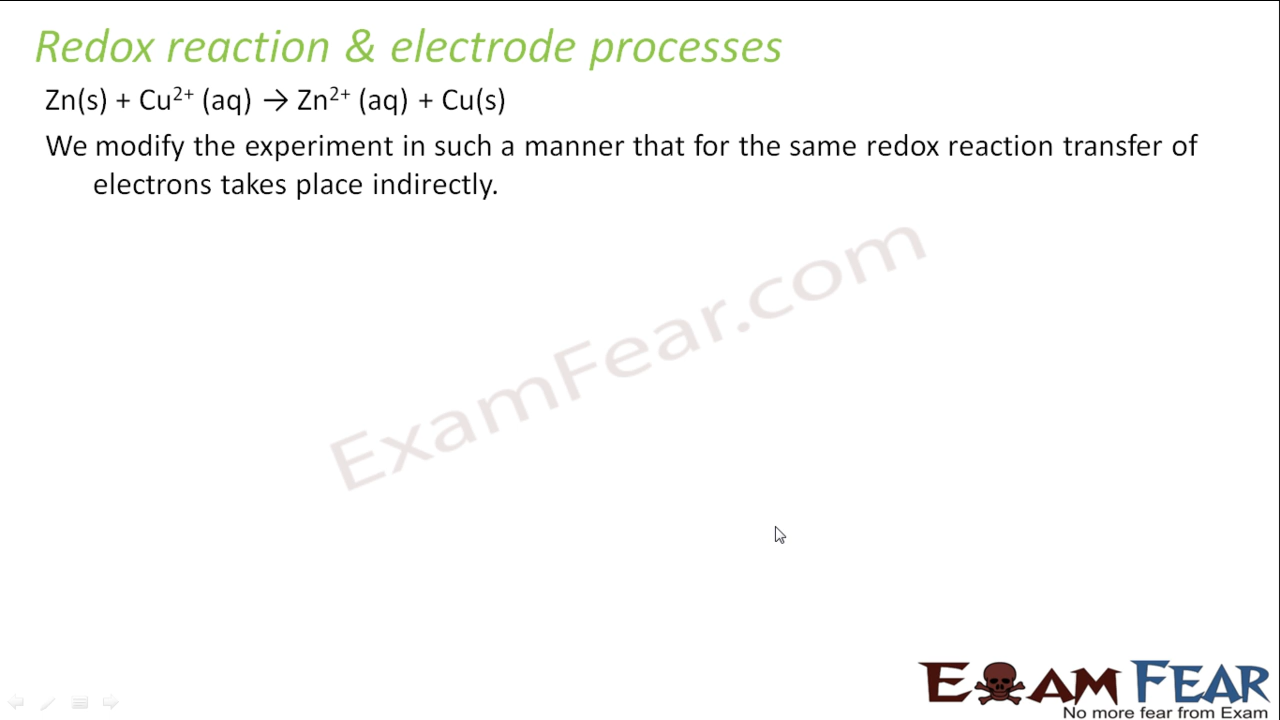 Redox reaction & electrode processes
Zn(s) + Cu²⁺ (aq) → Zn²⁺ (aq) + Cu(s)
We modify the experiment in such a manner that for the same redox reaction transfer of
electrons takes place indirectly.
ExamFear.com
EXAM FEAR
No more fear from Exam